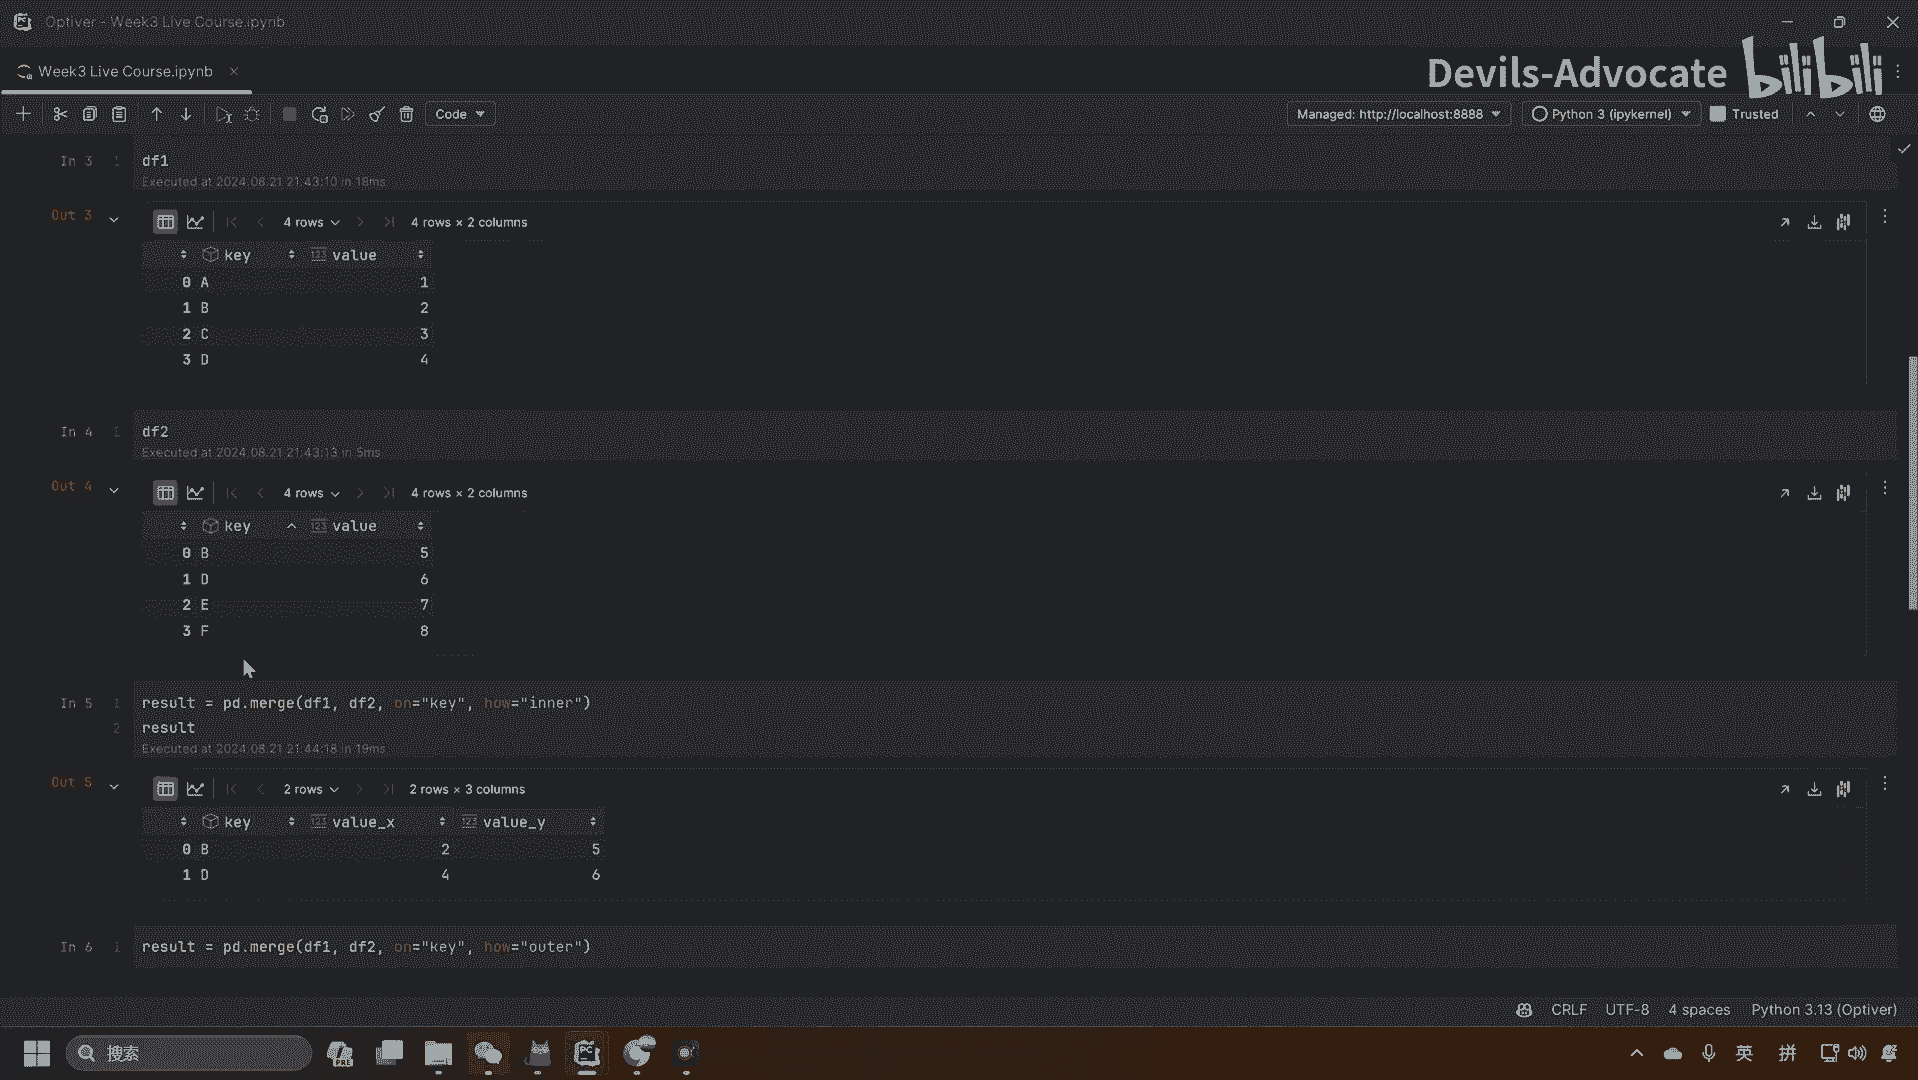 Optiver - Week3 Live Course.ipynb
Week3 Live Course.ipynb
Devils-Advocate bilibili
Code
Managed: http://localhost:8888
Python 3 (ipykernel)
Trusted
In 3 1 df1
Executed at 2024.08.21 21:43:10 in 18ms
Out 3
4 rows
4 rows × 2 columns
key value
0 A 1
1 B 2
2 C 3
3 D 4
In 4 1 df2
Executed at 2024.08.21 21:43:13 in 5ms
Out 4
4 rows
4 rows × 2 columns
key value
0 B 5
1 D 6
2 E 7
3 F 8
In 5 1 result = pd.merge(df1, df2, on="key", how="inner")
2 result
Executed at 2024.08.21 21:44:18 in 19ms
Out 5
2 rows
2 rows × 3 columns
key value_x value_y
0 B 2 5
1 D 4 6
In 6 1 result = pd.merge(df1, df2, on="key", how="outer")
CRLF UTF-8 4 spaces Python 3.13 (Optiver)
搜索
PRE
PC
英 拼